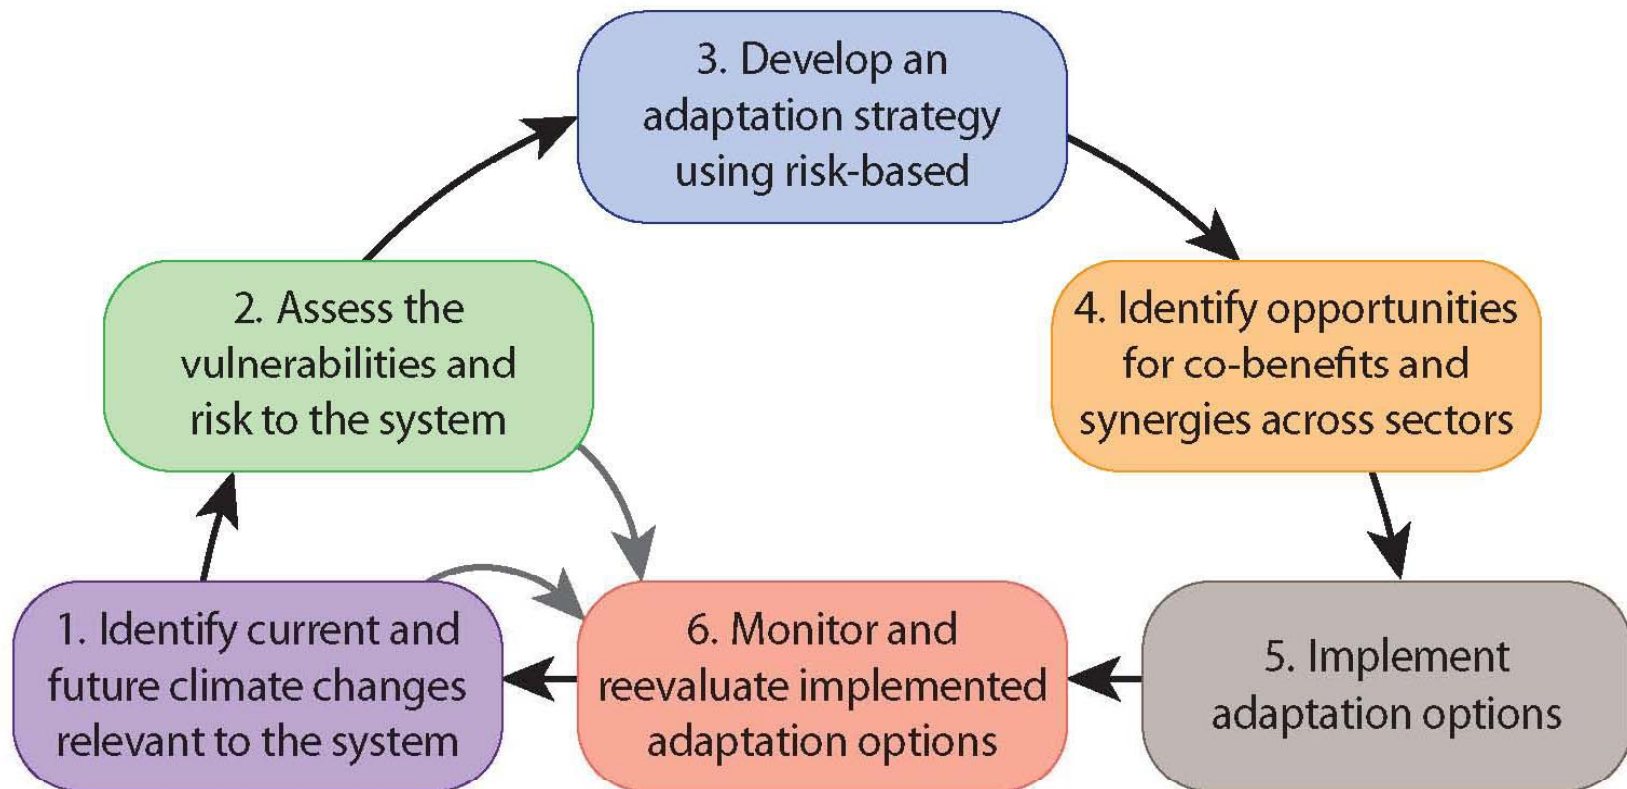 1. Identify current and
future climate changes
relevant to the system
2. Assess the
vulnerabilities and
risk to the system
3. Develop an
adaptation strategy
using risk-based
4. Identify opportunities
for co-benefits and
synergies across sectors
5. Implement
adaptation options
6. Monitor and
reevaluate implemented
adaptation options